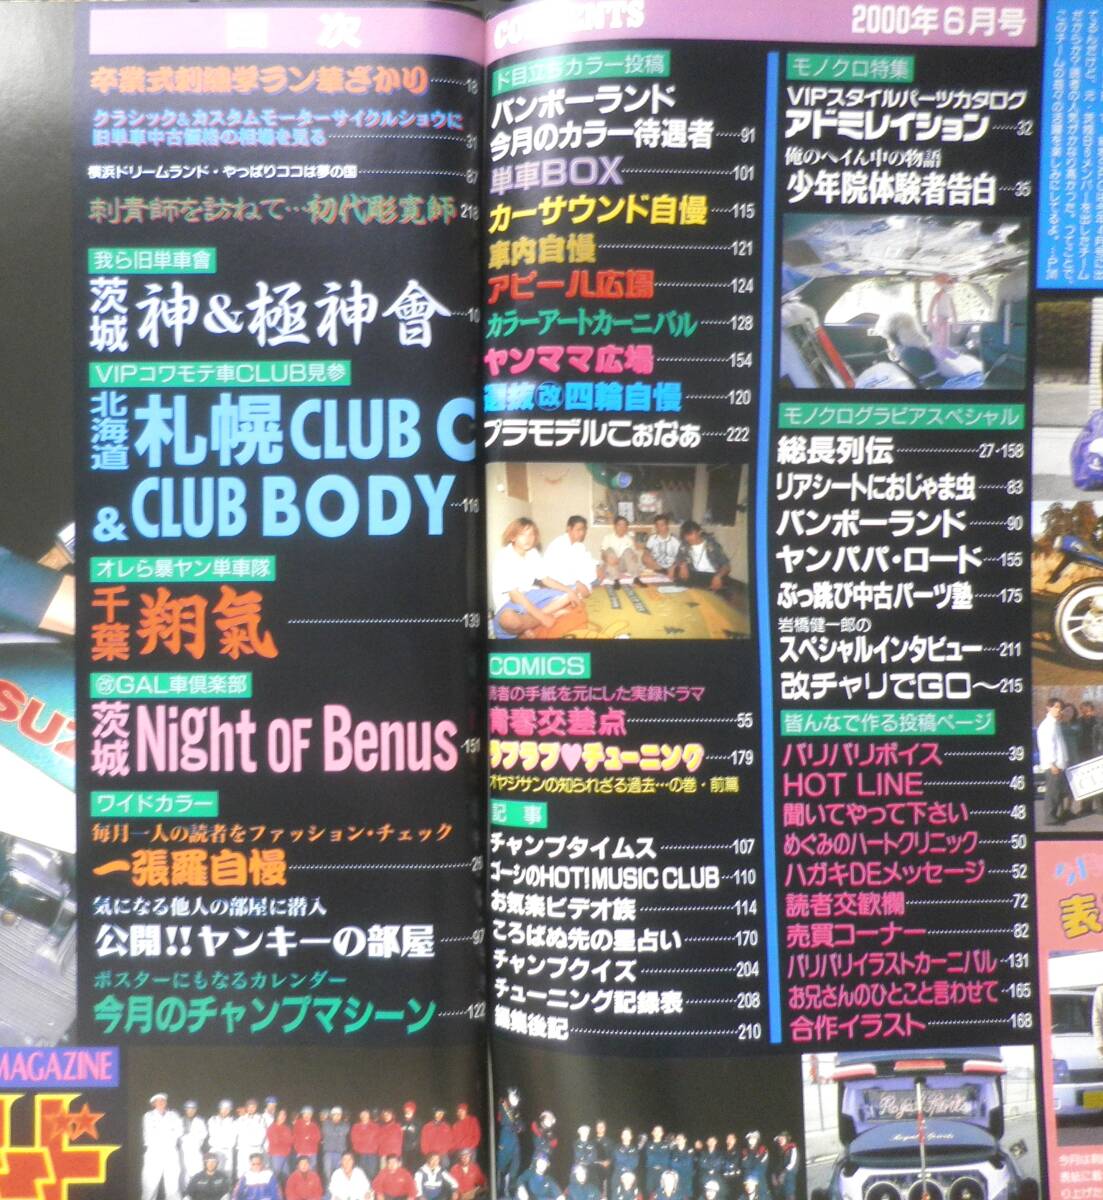 目次
卒業式刺繍学ラン華ざかり……18
クラシック&カスタムモーターサイクルショウに
旧単車中古価格の相場を見る……31
横浜ドリームランド・やっぱりココは夢の国……87
刺青師を訪ねて…初代彫寛師 218
我ら旧単車會
茨城 神&極神會……10
VIPコワモテ車CLUB見参
北海道 札幌 CLUB C
& CLUB BODY…116
オレら暴ヤン単車隊
千葉 翔氣……139
改GAL車倶楽部
茨城 Night OF Benus…151
ワイドカラー
毎月一人の読者をファッション・チェック
一張羅自慢……25
気になる他人の部屋に潜入
公開!!ヤンキーの部屋……97
ポスターにもなるカレンダー
今月のチャンプマシーン……122
MAGAZINE
CONTENTS
2000年6月号
ド目立ちカラー投稿
バンボーランド
今月のカラー待遇者……91
単車BOX……101
カーサウンド自慢……115
車内自慢……121
アピール広場……124
カラーアートカーニバル……128
ヤンママ広場……154
選抜改四輪自慢……120
プラモデルこぉなぁ……222
COMICS
読者の手紙を元にした実録ドラマ
青春交差点……55
ラブラブ♥チューニング……179
オヤジサンの知られざる過去…の巻・前篇
記事
チャンプタイムス……107
ゴーシのHOT!MUSIC CLUB…110
お気楽ビデオ族……114
ころばぬ先の星占い……170
チャンプクイズ……204
チューニング記録表……208
編集後記……210
モノクロ特集
VIPスタイルパーツカタログ
アドミレイション……32
俺のヘイん中の物語
少年院体験者告白……35
モノクログラビアスペシャル
総長列伝……27・158
リアシートにおじゃま虫……83
バンボーランド……90
ヤンパパ・ロード……155
ぶっ跳び中古パーツ塾……175
岩橋健一郎の
スペシャルインタビュー……211
改チャリでGO〜215
皆んなで作る投稿ページ
バリバリボイス……39
HOT LINE……46
聞いてやって下さい……48
めぐみのハートクリニック……50
ハガキDEメッセージ……52
読者交歓欄……72
売買コーナー……82
バリバリイラストカーニバル…131
お兄さんのひとこと言わせて…165
合作イラスト……168